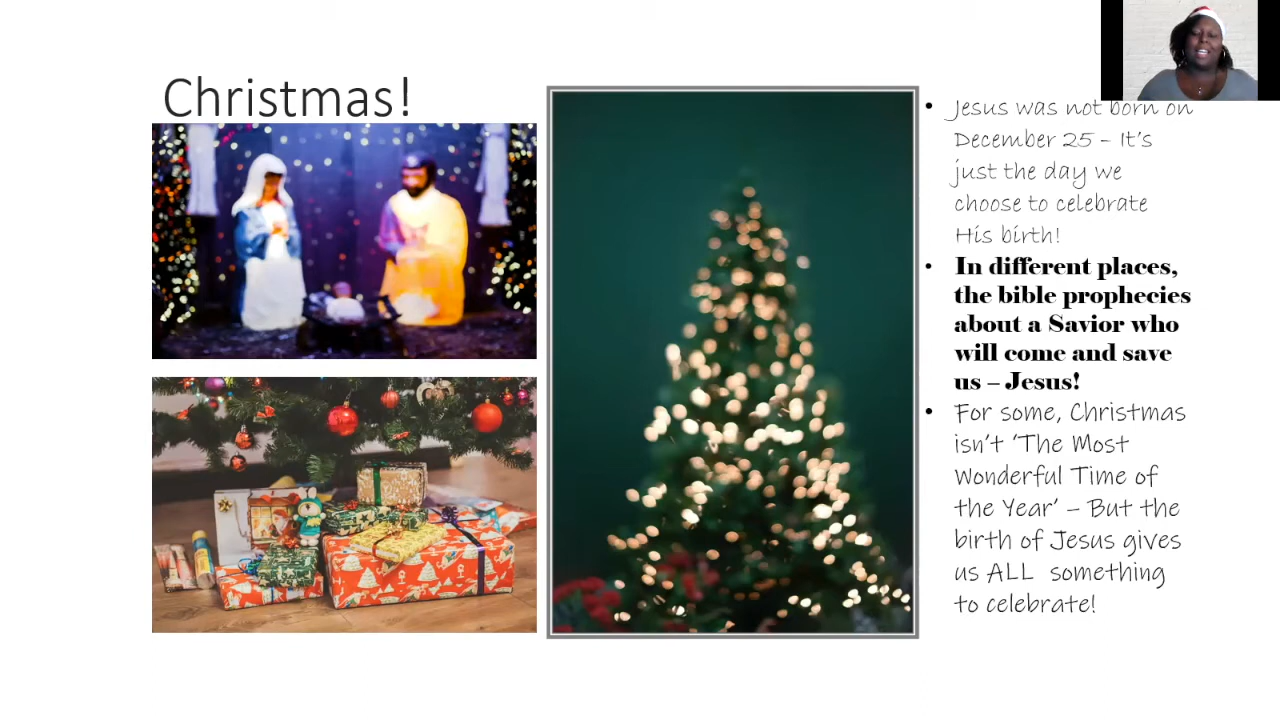 Christmas!
• Jesus was not born on
December 25 – It's
just the day we
choose to celebrate
His birth!
• In different places,
the bible prophecies
about a Savior who
will come and save
us – Jesus!
• For some, Christmas
isn't 'The Most
Wonderful Time of
the Year' – But the
birth of Jesus gives
us ALL something
to celebrate!